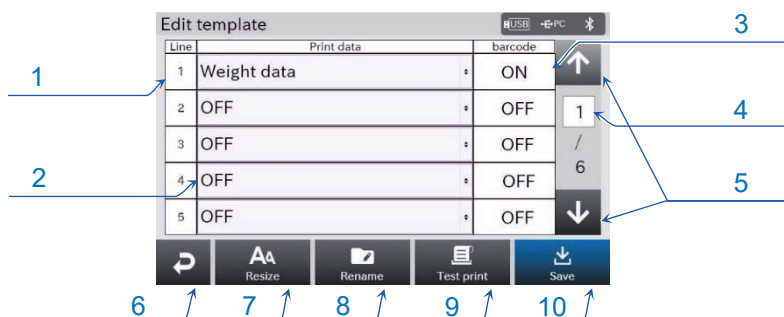 Edit template USB PC
Line Print data barcode
1 Weight data ON
2 OFF OFF
3 OFF OFF
4 OFF OFF
5 OFF OFF
1
/
6
Resize Rename Test print Save
1
2
3
4
5
6 7 8 9 10